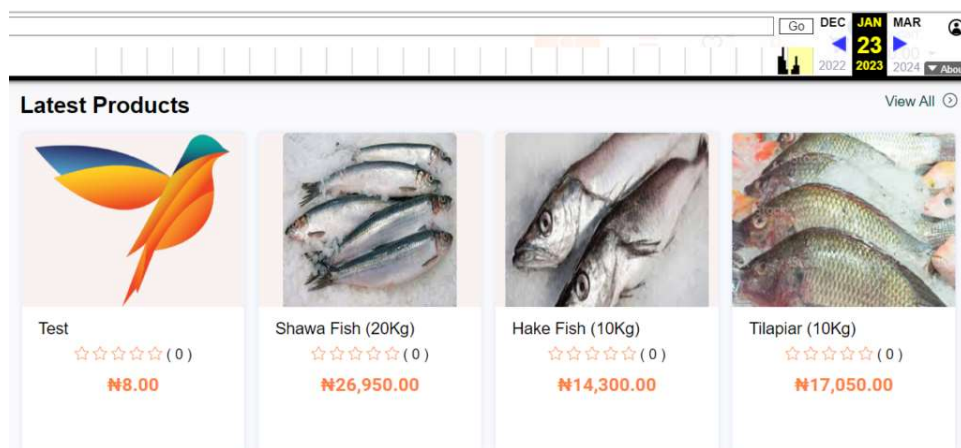 Go DEC JAN MAR
23
2022 2023 2024 Abou
Latest Products
View All
Test
( 0 )
₦8.00
Shawa Fish (20Kg)
( 0 )
₦26,950.00
Hake Fish (10Kg)
( 0 )
₦14,300.00
Tilapiar (10Kg)
( 0 )
₦17,050.00